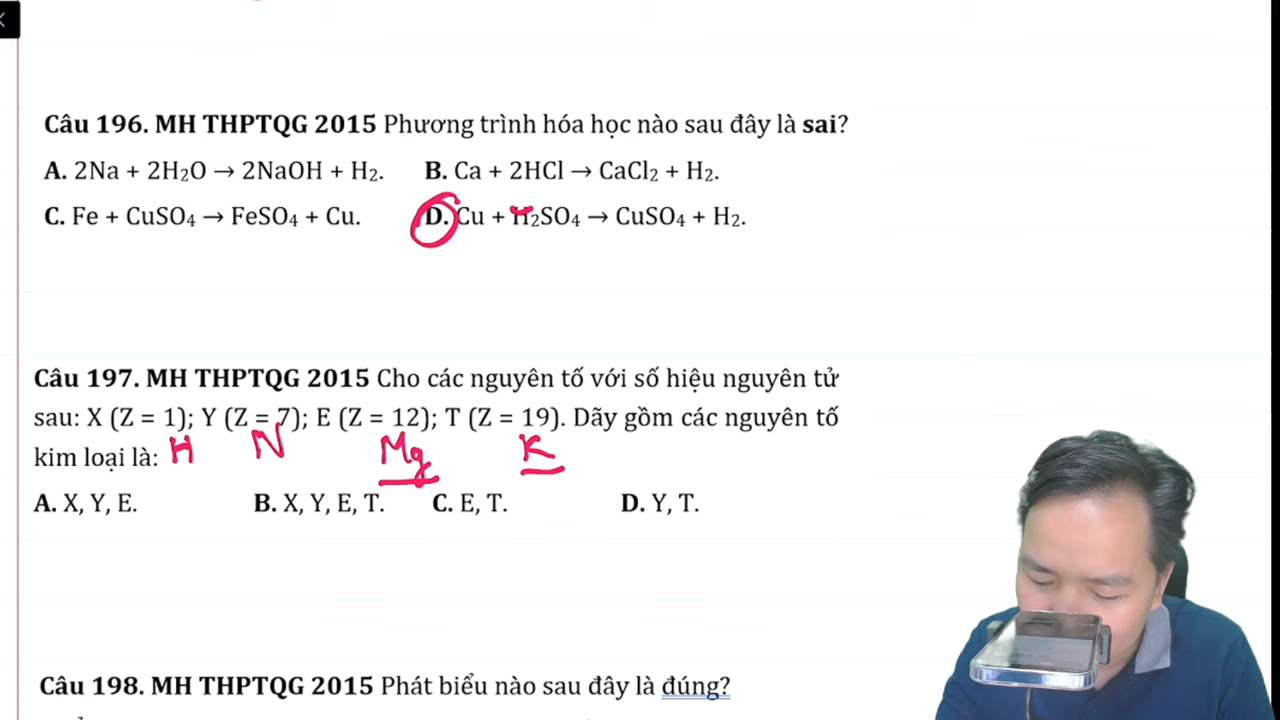 Câu 196. MH THPTQG 2015 Phương trình hóa học nào sau đây là sai?
A. 2Na + 2H₂O → 2NaOH + H₂. B. Ca + 2HCl → CaCl₂ + H₂.
C. Fe + CuSO₄ → FeSO₄ + Cu. D. Cu + H₂SO₄ → CuSO₄ + H₂.
Câu 197. MH THPTQG 2015 Cho các nguyên tố với số hiệu nguyên tử
sau: X (Z = 1); Y (Z = 7); E (Z = 12); T (Z = 19). Dãy gồm các nguyên tố
kim loại là: H N Mg K
A. X, Y, E. B. X, Y, E, T. C. E, T. D. Y, T.
Câu 198. MH THPTQG 2015 Phát biểu nào sau đây là đúng?